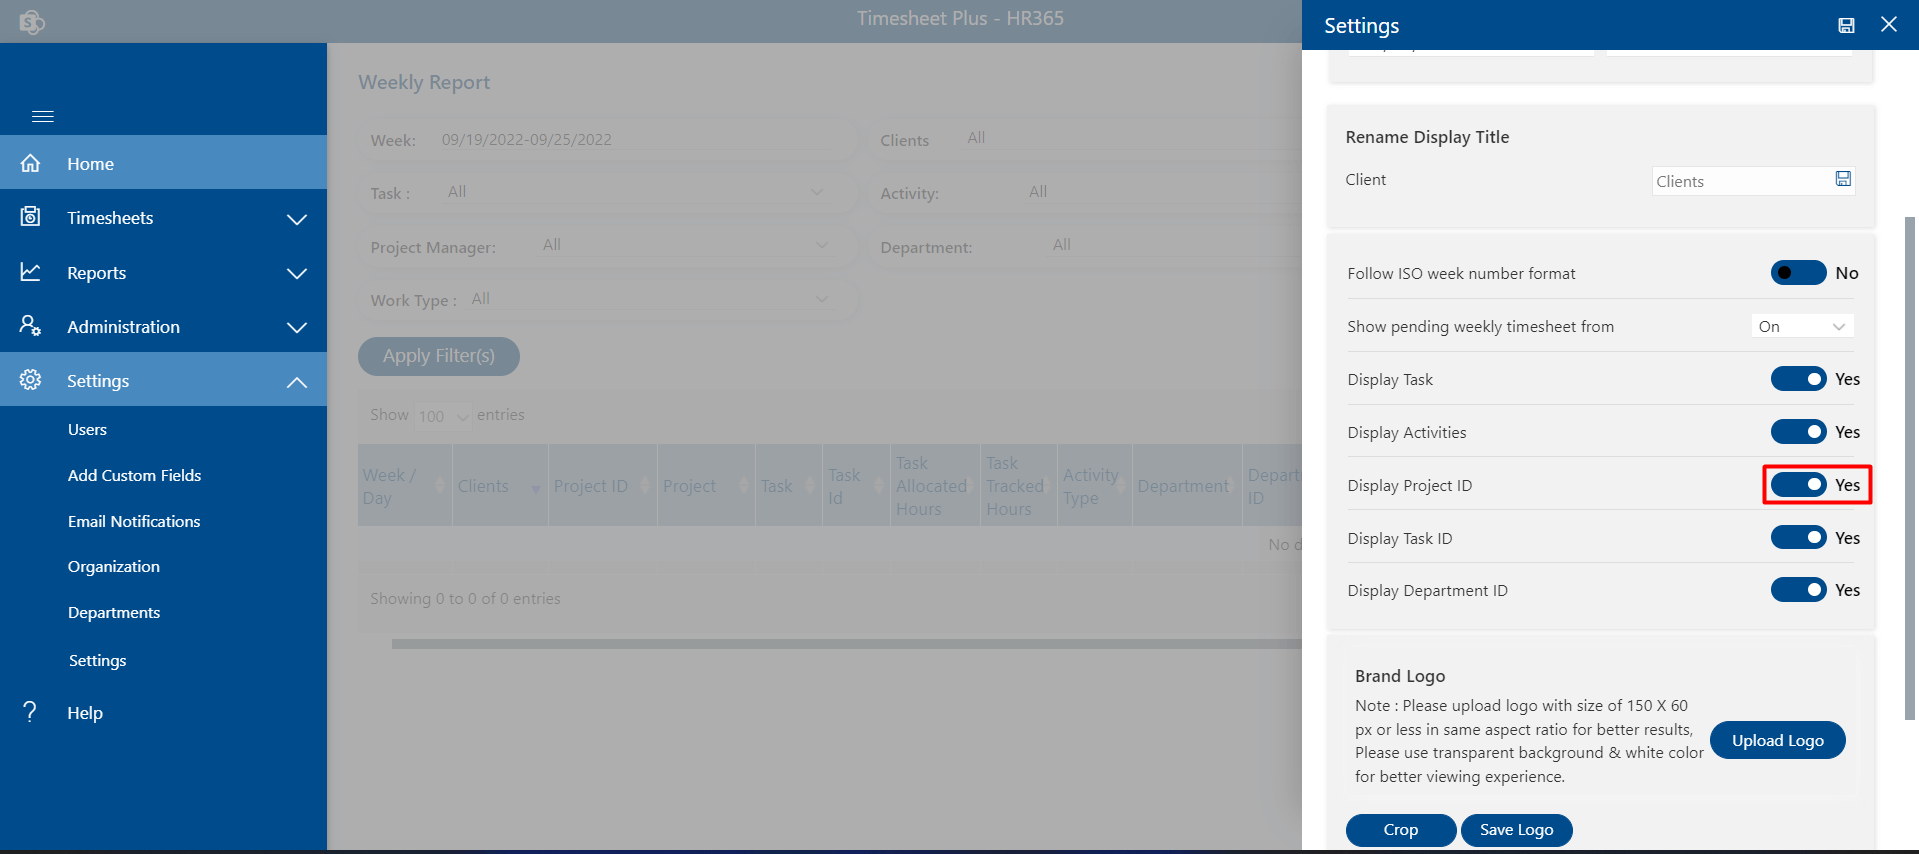 Timesheet Plus - HR365
Settings
Home
Timesheets
Reports
Administration
Settings
Users
Add Custom Fields
Email Notifications
Organization
Departments
Settings
Help
Weekly Report
Week: 09/19/2022-09/25/2022
Clients All
Task : All
Activity: All
Project Manager: All
Department: All
Work Type : All
Apply Filter(s)
Show 100 entries
Week / Day
Clients
Project ID
Project
Task
Task Id
Task Allocated Hours
Task Tracked Hours
Activity Type
Department
Depart ID
No d
Showing 0 to 0 of 0 entries
Rename Display Title
Client Clients
Follow ISO week number format No
Show pending weekly timesheet from On
Display Task Yes
Display Activities Yes
Display Project ID Yes
Display Task ID Yes
Display Department ID Yes
Brand Logo
Note : Please upload logo with size of 150 X 60
px or less in same aspect ratio for better results,
Please use transparent background & white color
for better viewing experience.
Upload Logo
Crop
Save Logo